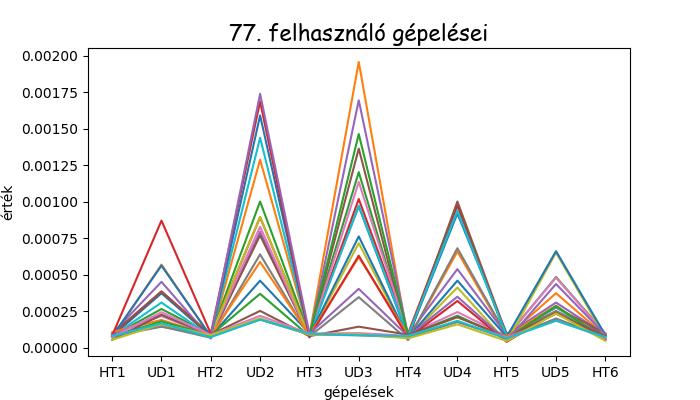 77. felhasználó gépelései
0.00200
0.00175
0.00150
0.00125
0.00100
0.00075
0.00050
0.00025
0.00000
érték
HT1 UD1 HT2 UD2 HT3 UD3 HT4 UD4 HT5 UD5 HT6
gépelések